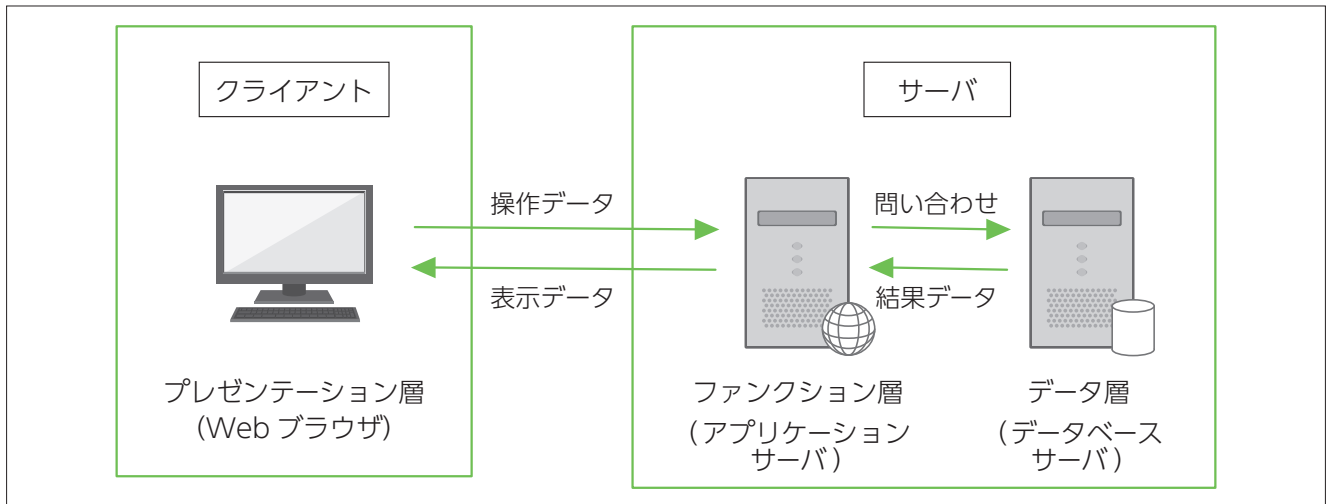 クライアント
サーバ
操作データ
問い合わせ
表示データ
結果データ
プレゼンテーション層
(Web ブラウザ)
ファンクション層
(アプリケーション
サーバ)
データ層
(データベース
サーバ)